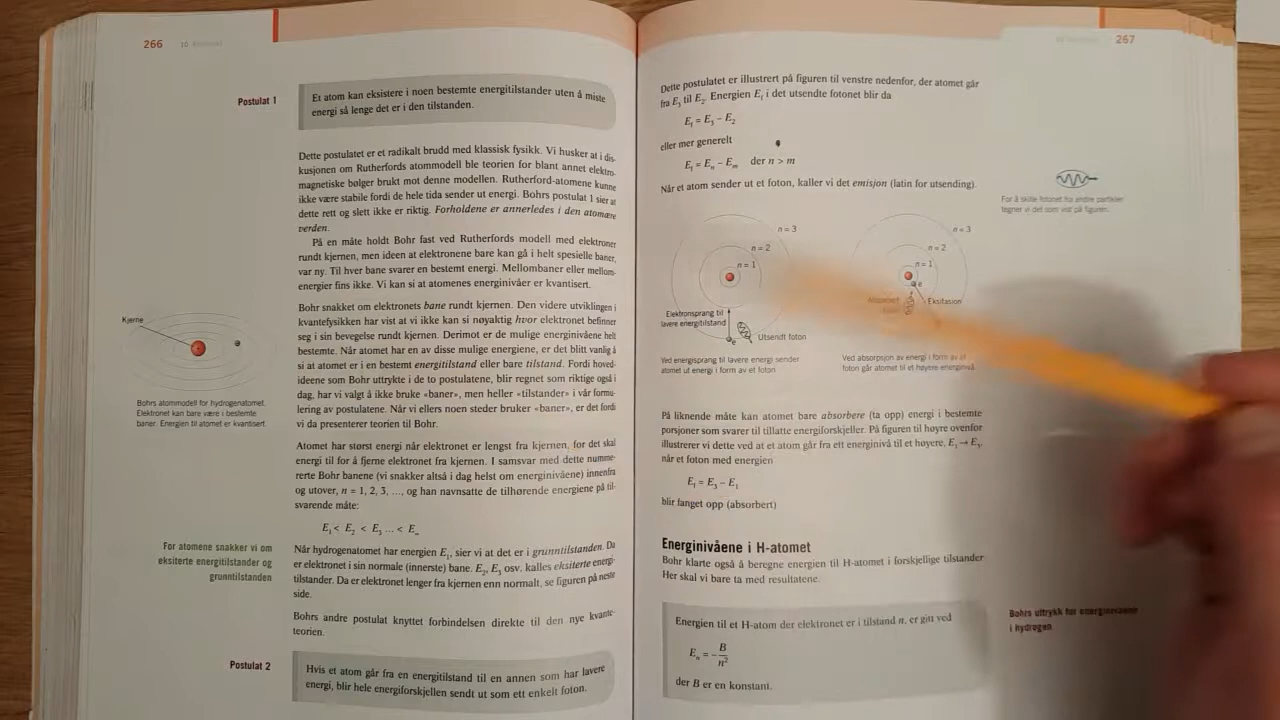 266
10 Atomfysikk
Postulat 1
Et atom kan eksistere i noen bestemte energitilstander uten å miste
energi så lenge det er i den tilstanden.
Dette postulatet er et radikalt brudd med klassisk fysikk. Vi husker at i dis-
kusjonen om Rutherfords atommodell ble teorien for blant annet elektro-
magnetiske bølger brukt mot denne modellen. Rutherford-atomene kunne
ikke være stabile fordi de hele tida sender ut energi. Bohrs postulat 1 sier at
dette rett og slett ikke er riktig. Forholdene er annerledes i den atomære
verden.
På en måte holdt Bohr fast ved Rutherfords modell med elektroner
rundt kjernen, men ideen at elektronene bare kan gå i helt spesielle baner,
var ny. Til hver bane svarer en bestemt energi. Mellombaner eller mellom-
energier fins ikke. Vi kan si at atomenes energinivåer er kvantisert.
Kjerne
Bohrs atommodell for hydrogenatomet.
Elektronet kan bare være i bestemte
baner. Energien til atomet er kvantisert.
Bohr snakket om elektronets bane rundt kjernen. Den videre utviklingen i
kvantefysikken har vist at vi ikke kan si nøyaktig hvor elektronet befinner
seg i sin bevegelse rundt kjernen. Derimot er de mulige energinivåene helt
bestemte. Når atomet har en av disse mulige energiene, er det blitt vanlig å
si at atomet er i en bestemt energitilstand eller bare tilstand. Fordi hoved-
ideene som Bohr uttrykte i de to postulatene, blir regnet som riktige også i
dag, har vi valgt å ikke bruke «baner», men heller «tilstander» i vår formu-
lering av postulatene. Når vi ellers noen steder bruker «baner», er det fordi
vi da presenterer teorien til Bohr.
Atomet har størst energi når elektronet er lengst fra kjernen, for det skal
energi til for å fjerne elektronet fra kjernen. I samsvar med dette numme-
rerte Bohr banene (vi snakker altså i dag helst om energinivåene) innenfra
og utover, n = 1, 2, 3, ..., og han navnsatte de tilhørende energiene på til-
svarende måte:
E₁ < E₂ < E₃ ... < E∞
For atomene snakker vi om
eksiterte energitilstander og
grunntilstanden
Når hydrogenatomet har energien E₁, sier vi at det er i grunntilstanden. Da
er elektronet i sin normale (innerste) bane. E₂, E₃ osv. kalles eksiterte energi-
tilstander. Da er elektronet lenger fra kjernen enn normalt, se figuren på neste
side.
Bohrs andre postulat knyttet forbindelsen direkte til den nye kvante-
teorien.
Postulat 2
Hvis et atom går fra en energitilstand til en annen som har lavere
energi, blir hele energiforskjellen sendt ut som ett enkelt foton.
267
Dette postulatet er illustrert på figuren til venstre nedenfor, der atomet går
fra E₃ til E₂. Energien E_f i det utsendte fotonet blir da
E_f = E₃ − E₂
eller mer generelt
E_f = Eₙ − Eₘ der n > m
Når et atom sender ut et foton, kaller vi det emisjon (latin for utsending)
For å skille fotonet fra andre partikler
tegner vi det som vist på figuren.
n = 3
n = 2
n = 1
Elektronsprang til
lavere energitilstand
e
Utsendt foton
Ved energisprang til lavere energi sender
atomet ut energi i form av et foton
n = 3
n = 2
n = 1
e
Absorbert
Eksitasjon
Ved absorpsjon av energi i form av et
foton går atomet til et høyere energinivå.
På liknende måte kan atomet bare absorbere (ta opp) energi i bestemte
porsjoner som svarer til tillatte energiforskjeller. På figuren til høyre ovenfor
illustrerer vi dette ved at et atom går fra ett energinivå til et høyere, E₁ → E₃,
når et foton med energien
E_f = E₃ − E₁
blir fanget opp (absorbert)
Energinivåene i H-atomet
Bohr klarte også å beregne energien til H-atomet i forskjellige tilstander
Her skal vi bare ta med resultatene.
Bohrs uttrykk for energinivåene
i hydrogen
Energien til et H-atom der elektronet er i tilstand n, er gitt ved
Eₙ = −B/n²
der B er en konstant.